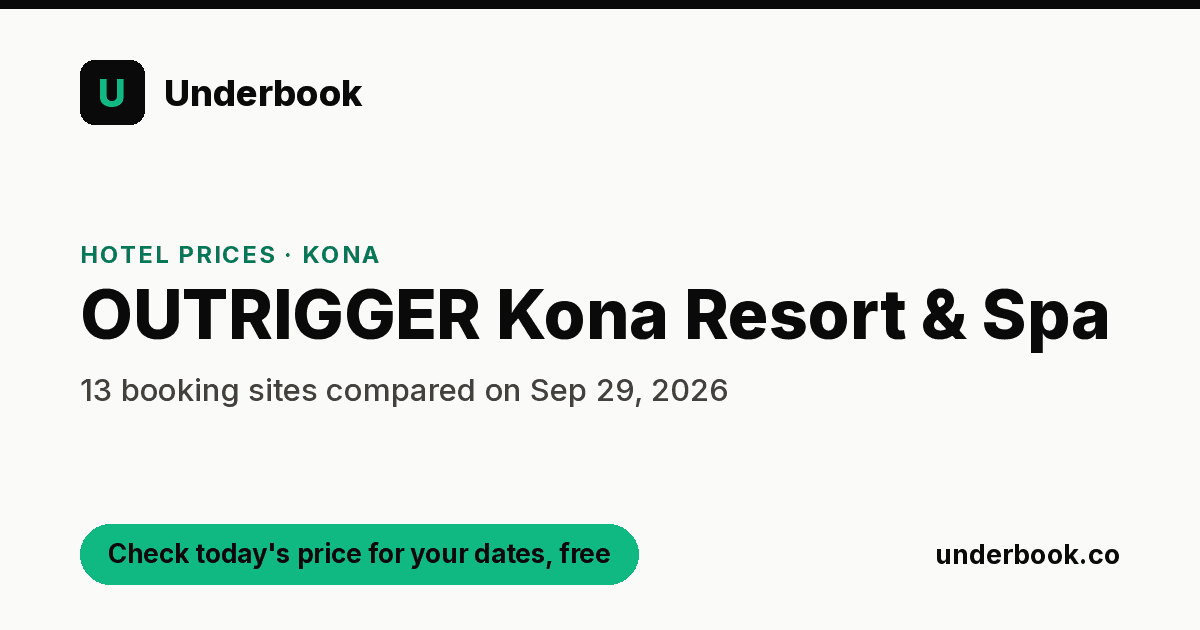 U Underbook
HOTEL PRICES · KONA
OUTRIGGER Kona Resort & Spa
13 booking sites compared on Sep 29, 2026
Check today's price for your dates, free
underbook.co